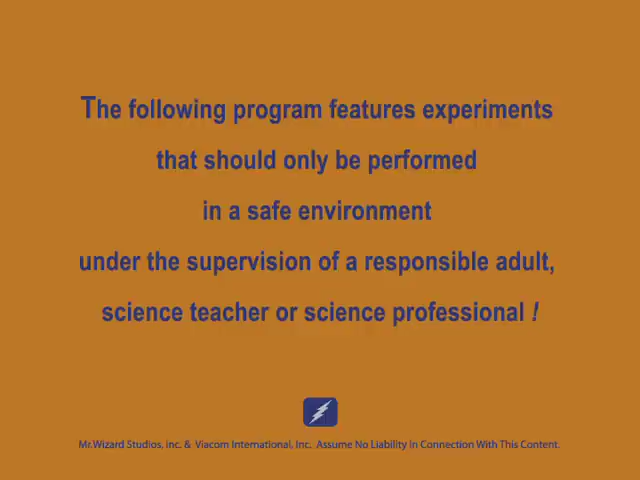 The following program features experiments
that should only be performed
in a safe environment
under the supervision of a responsible adult,
science teacher or science professional !
Mr.Wizard Studios, inc. & Viacom International, Inc. Assume No Liability In Connection With This Content.